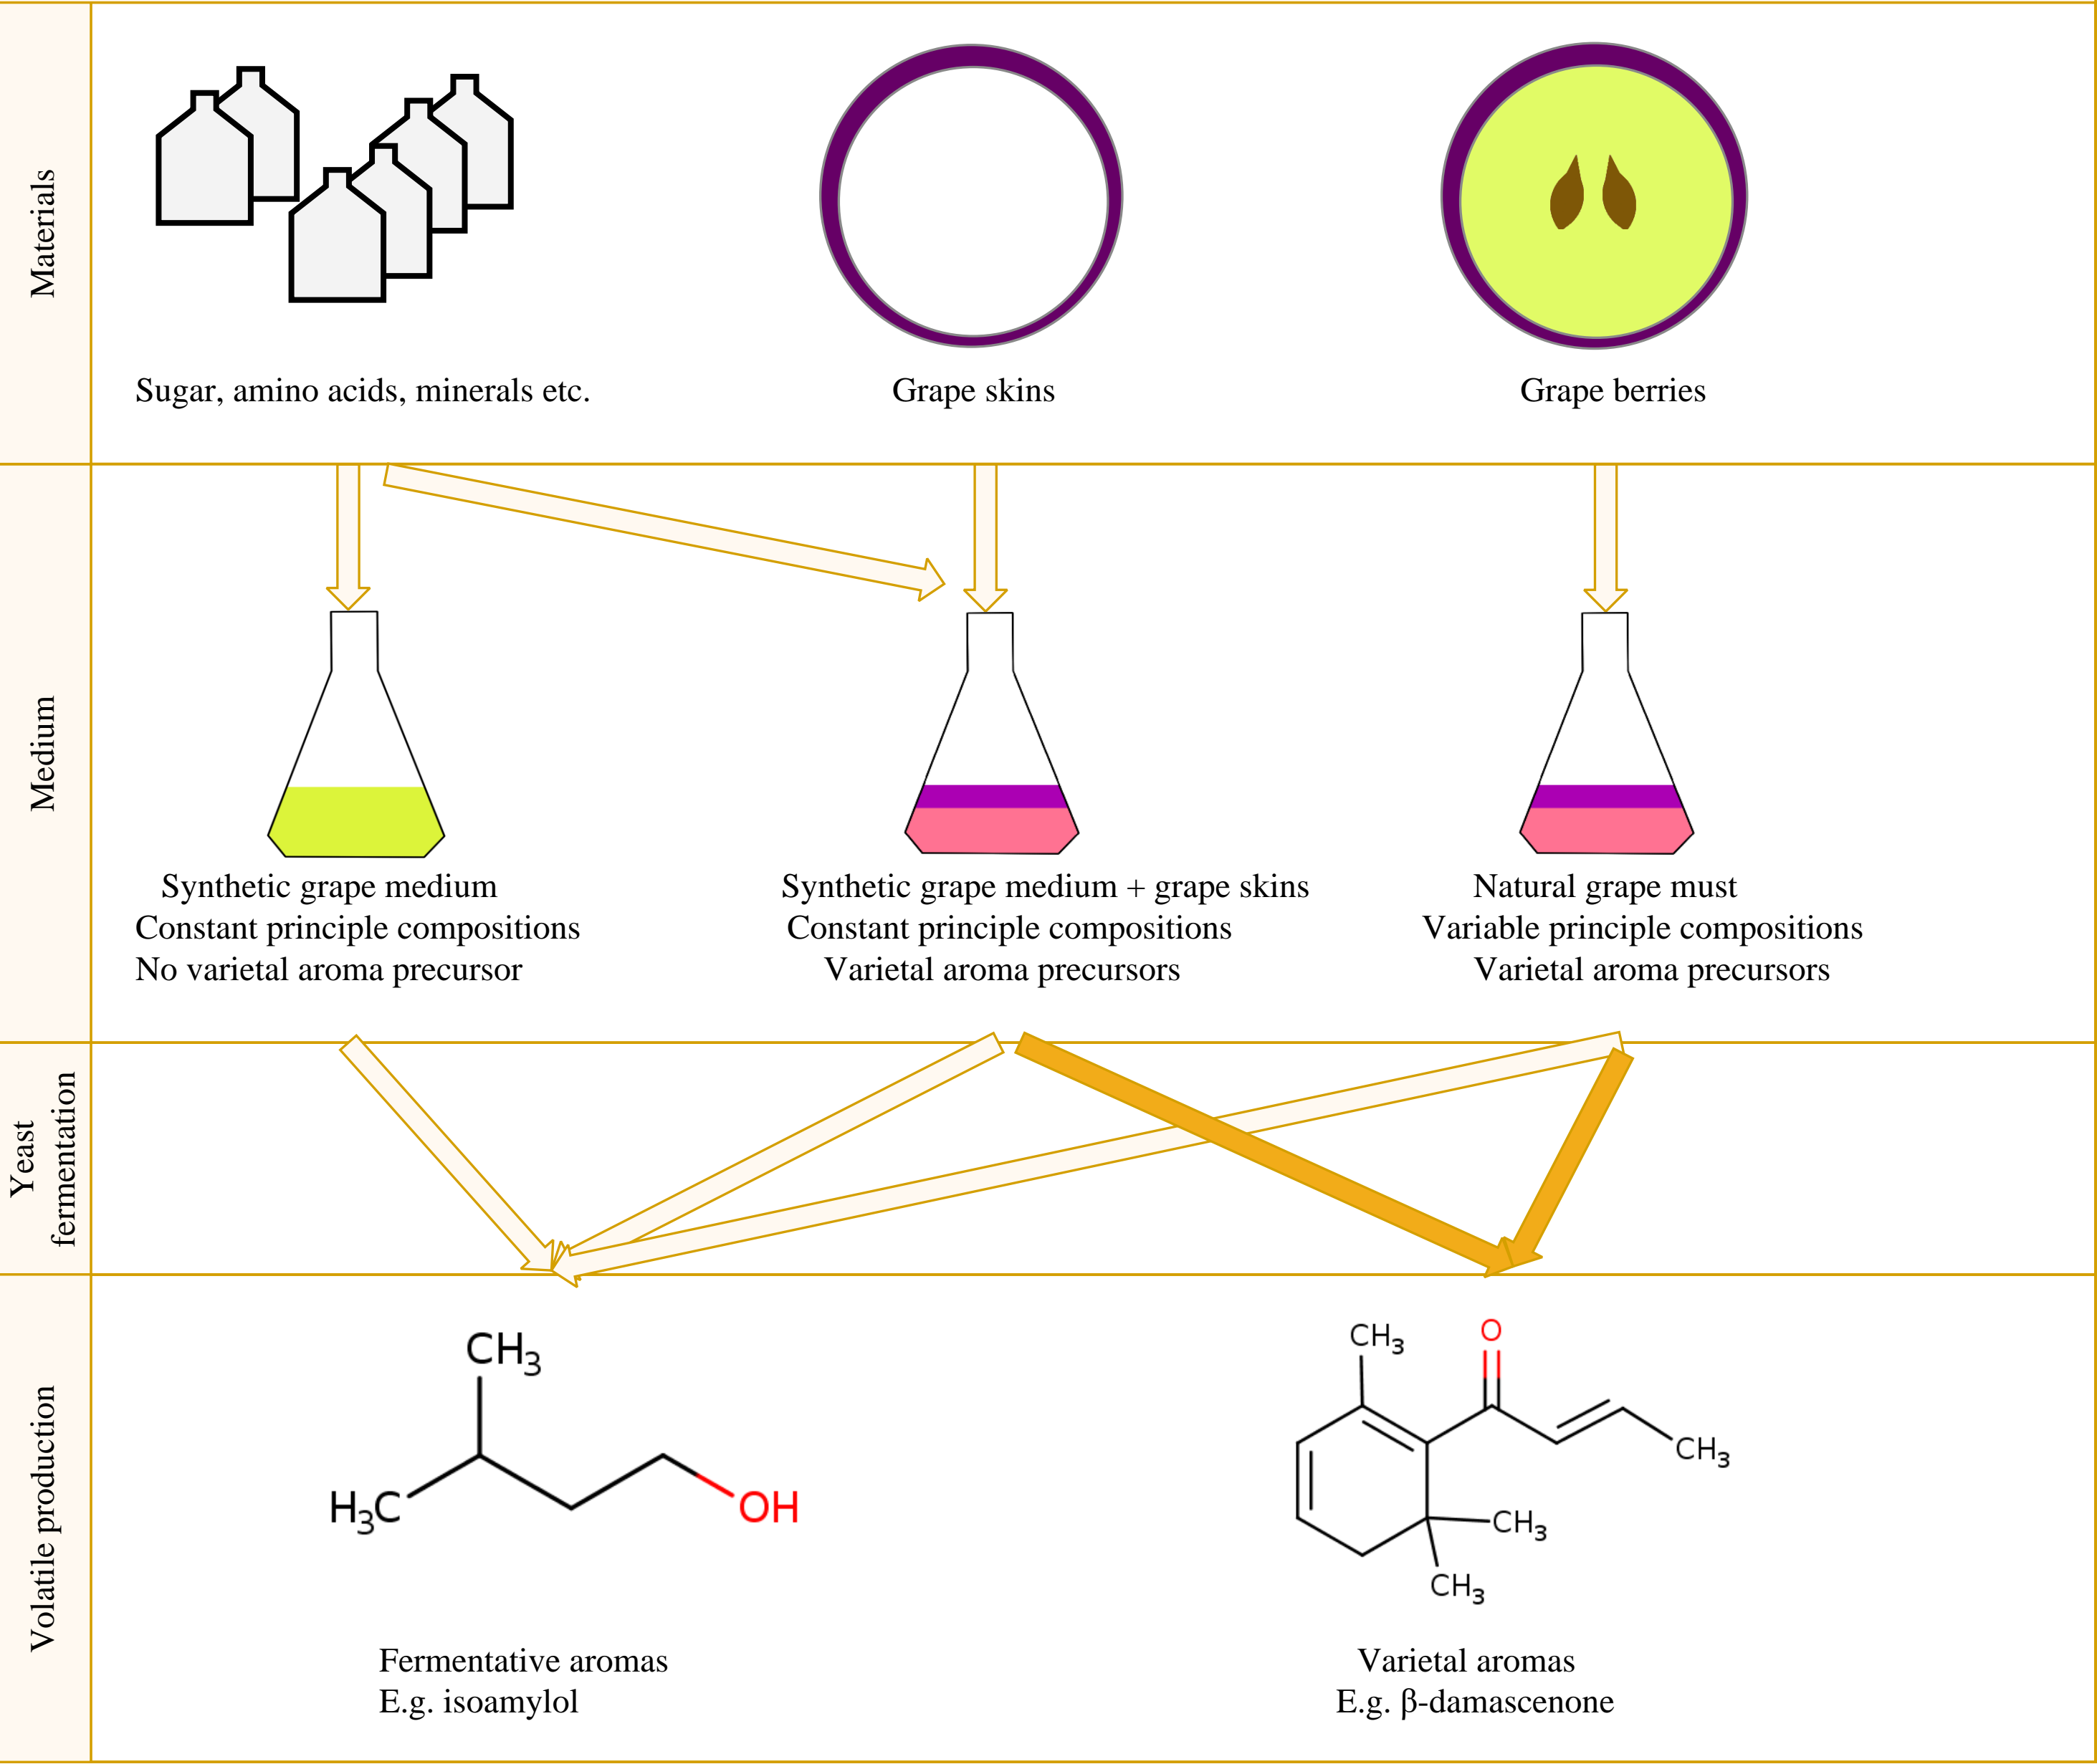 Materials
Sugar, amino acids, minerals etc.
Grape skins
Grape berries
Medium
Synthetic grape medium
Constant principle compositions
No varietal aroma precursor
Synthetic grape medium + grape skins
Constant principle compositions
Varietal aroma precursors
Natural grape must
Variable principle compositions
Varietal aroma precursors
Yeast
fermentation
Volatile production
CH3
H3C
OH
CH3
O
CH3
CH3
CH3
Fermentative aromas
E.g. isoamylol
Varietal aromas
E.g. β-damascenone